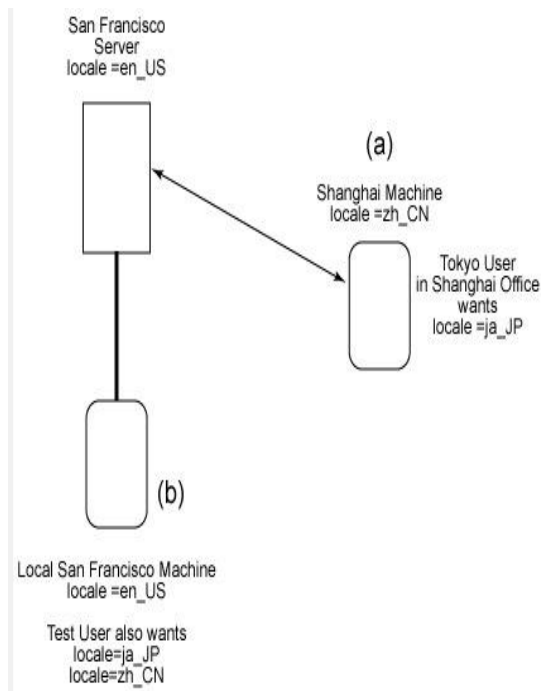 San Francisco
Server
locale =en_US
(a)
Shanghai Machine
locale =zh_CN
Tokyo User
in Shanghai Office
wants
locale =ja_JP
(b)
Local San Francisco Machine
locale =en_US
Test User also wants
locale=ja_JP
locale=zh_CN